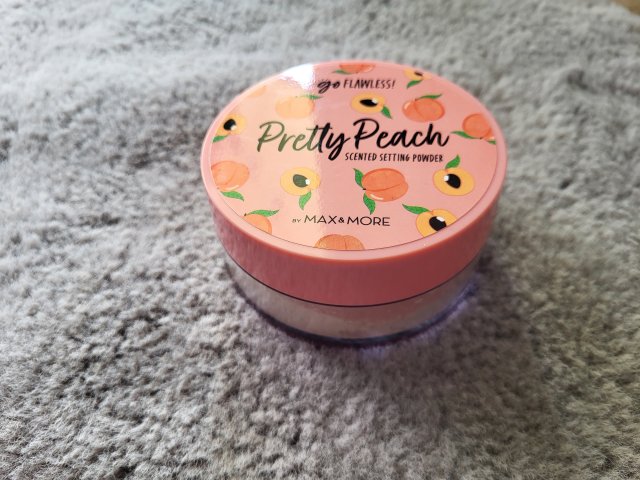 go FLAWLESS!
Pretty Peach
SCENTED SETTING POWDER
BY MAX & MORE